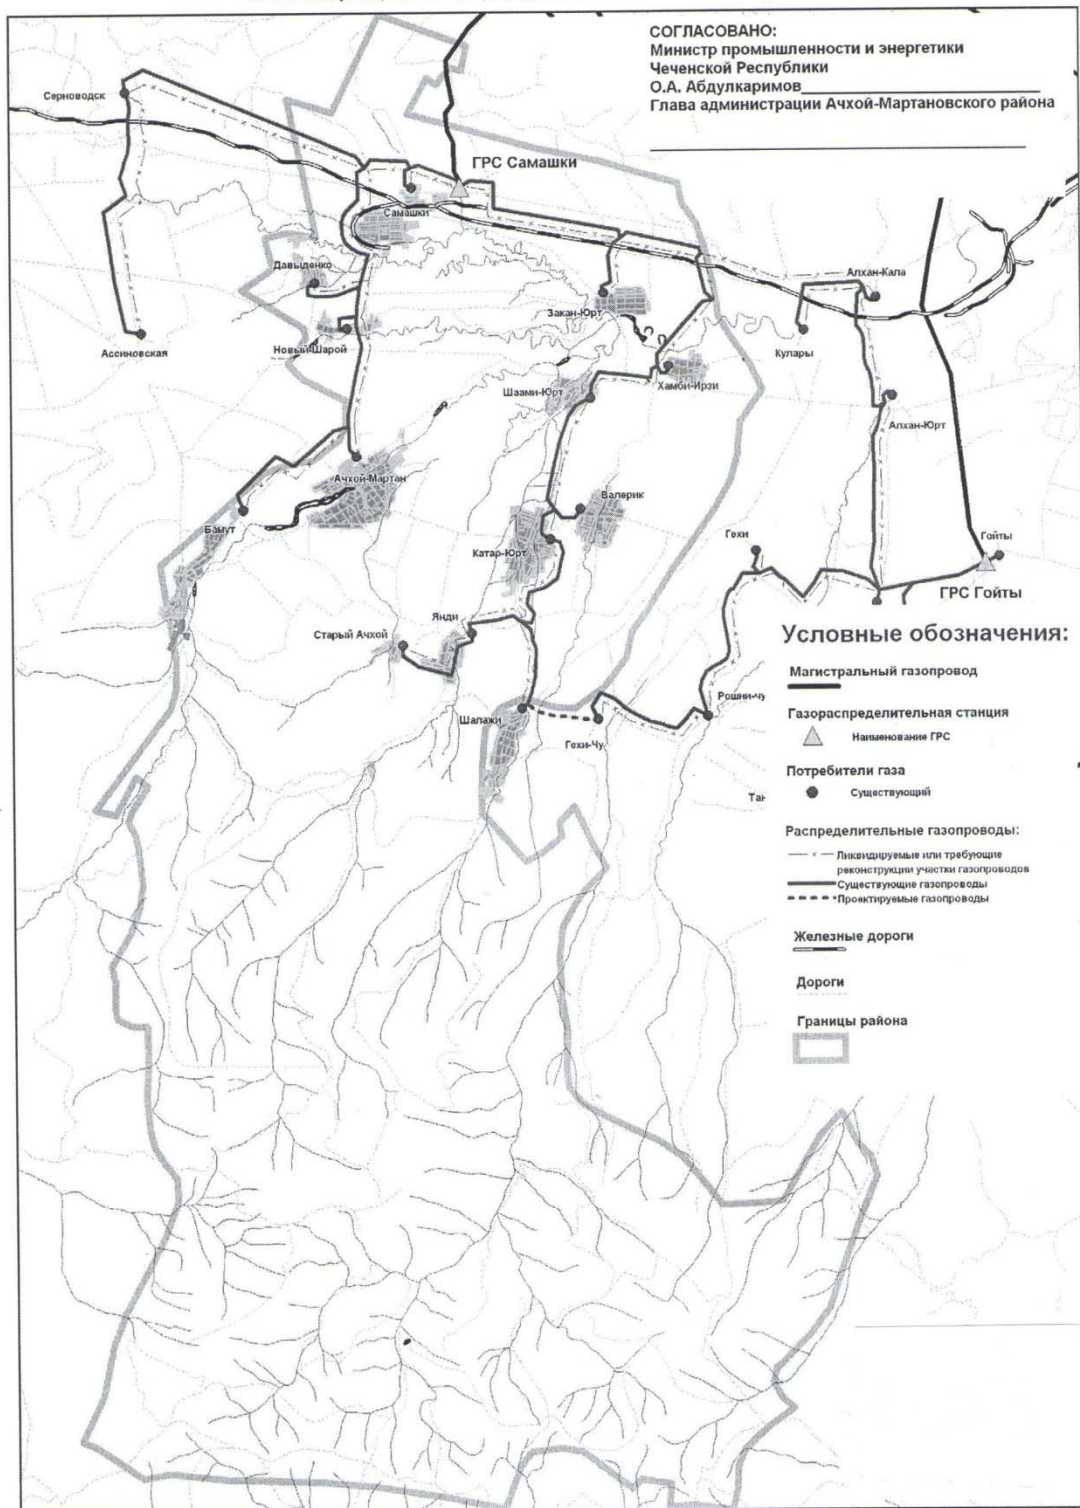 СОГЛАСОВАНО:
Министр промышленности и энергетики
Чеченской Республики
О.А. Абдулкаримов
Глава администрации Ачхой-Мартановского района
Серноводск
ГРС Самашки
Самашки
Давыденко
Алхан-Кала
Закан-Юрт
Ассиновская
Новый-Шарой
Кулары
Шаами-Юрт
Хамби-Ирзи
Алхан-Юрт
Ачхой-Мартан
Валерик
Бамут
Катар-Юрт
Гехи
Гойты
ГРС Гойты
Янди
Старый Ачхой
Шалажи
Гехи-Чу
Рошни-чу
Тан
Условные обозначения:
Магистральный газопровод
Газораспределительная станция
Наименование ГРС
Потребители газа
Существующий
Распределительные газопроводы:
Ликвидируемые или требующие
реконструкции участки газопроводов
Существующие газопроводы
Проектируемые газопроводы
Железные дороги
Дороги
Границы района